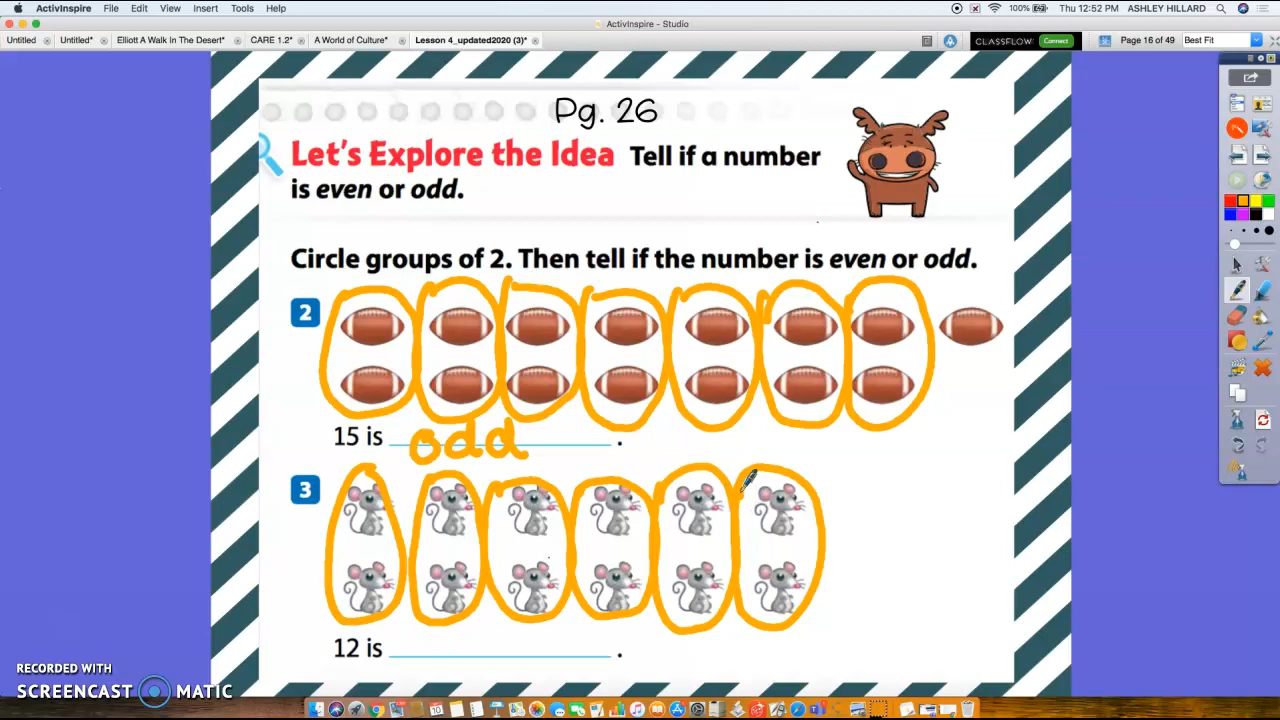 ActivInspire File Edit View Insert Tools Help 100% Thu 12:52 PM ASHLEY HILLARD
ActivInspire - Studio
Untitled Untitled* Elliott A Walk In The Desert* CARE 1.2* A World of Culture* Lesson 4_updated2020 (3)* CLASSFLOW Connect Page 16 of 49 Best Fit
Pg. 26
Let's Explore the Idea Tell if a number
is even or odd.
Circle groups of 2. Then tell if the number is even or odd.
2
15 is odd .
3
12 is .
RECORDED WITH
SCREENCAST MATIC